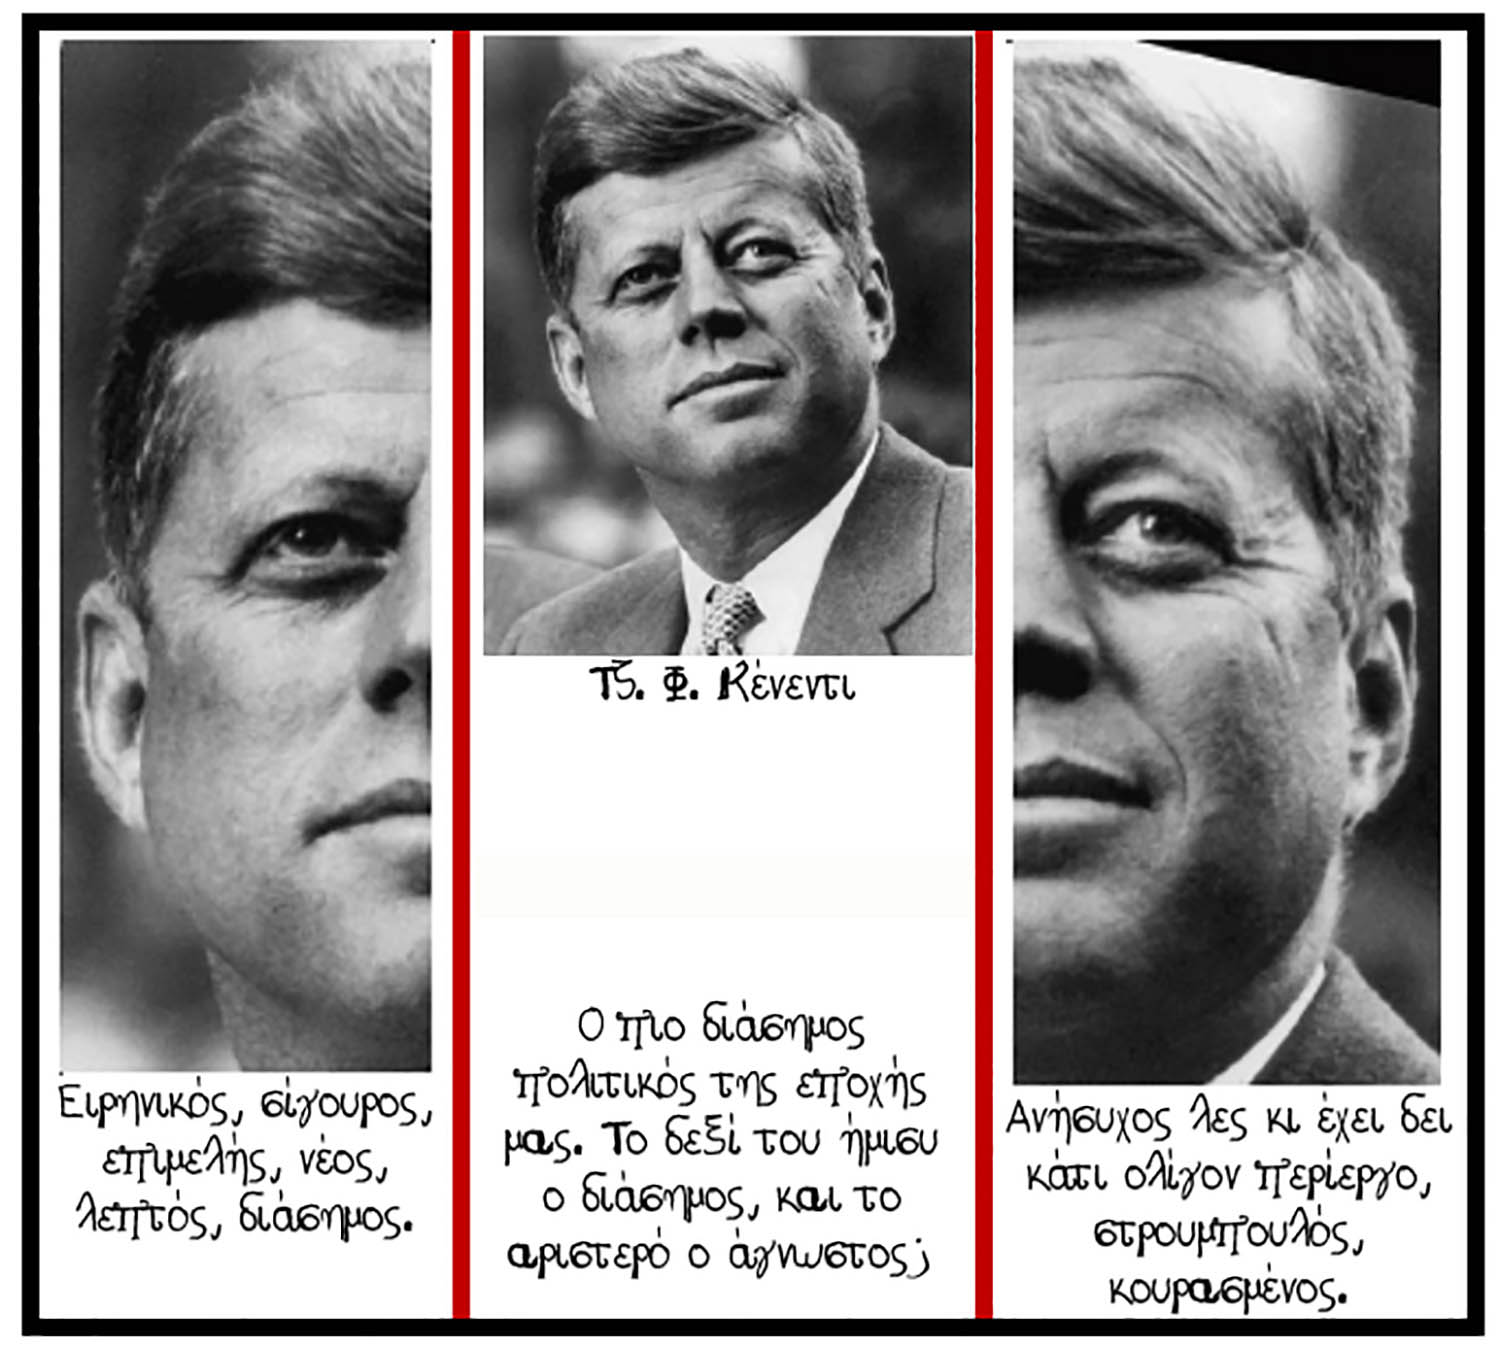 Ειρηνικός, σίγουρος,
επιμελής, νέος,
λεπτός, διάσημος.
Τζ. Φ. Κένεντι
Ο πιο διάσημος
πολιτικός της εποχής
μας. Το δεξί του ήμισυ
ο διάσημος, και το
αριστερό ο άγνωστος;
Ανήσυχος λες κι έχει δει
κάτι ολίγον περίεργο,
στρουμπουλός,
κουρασμένος.